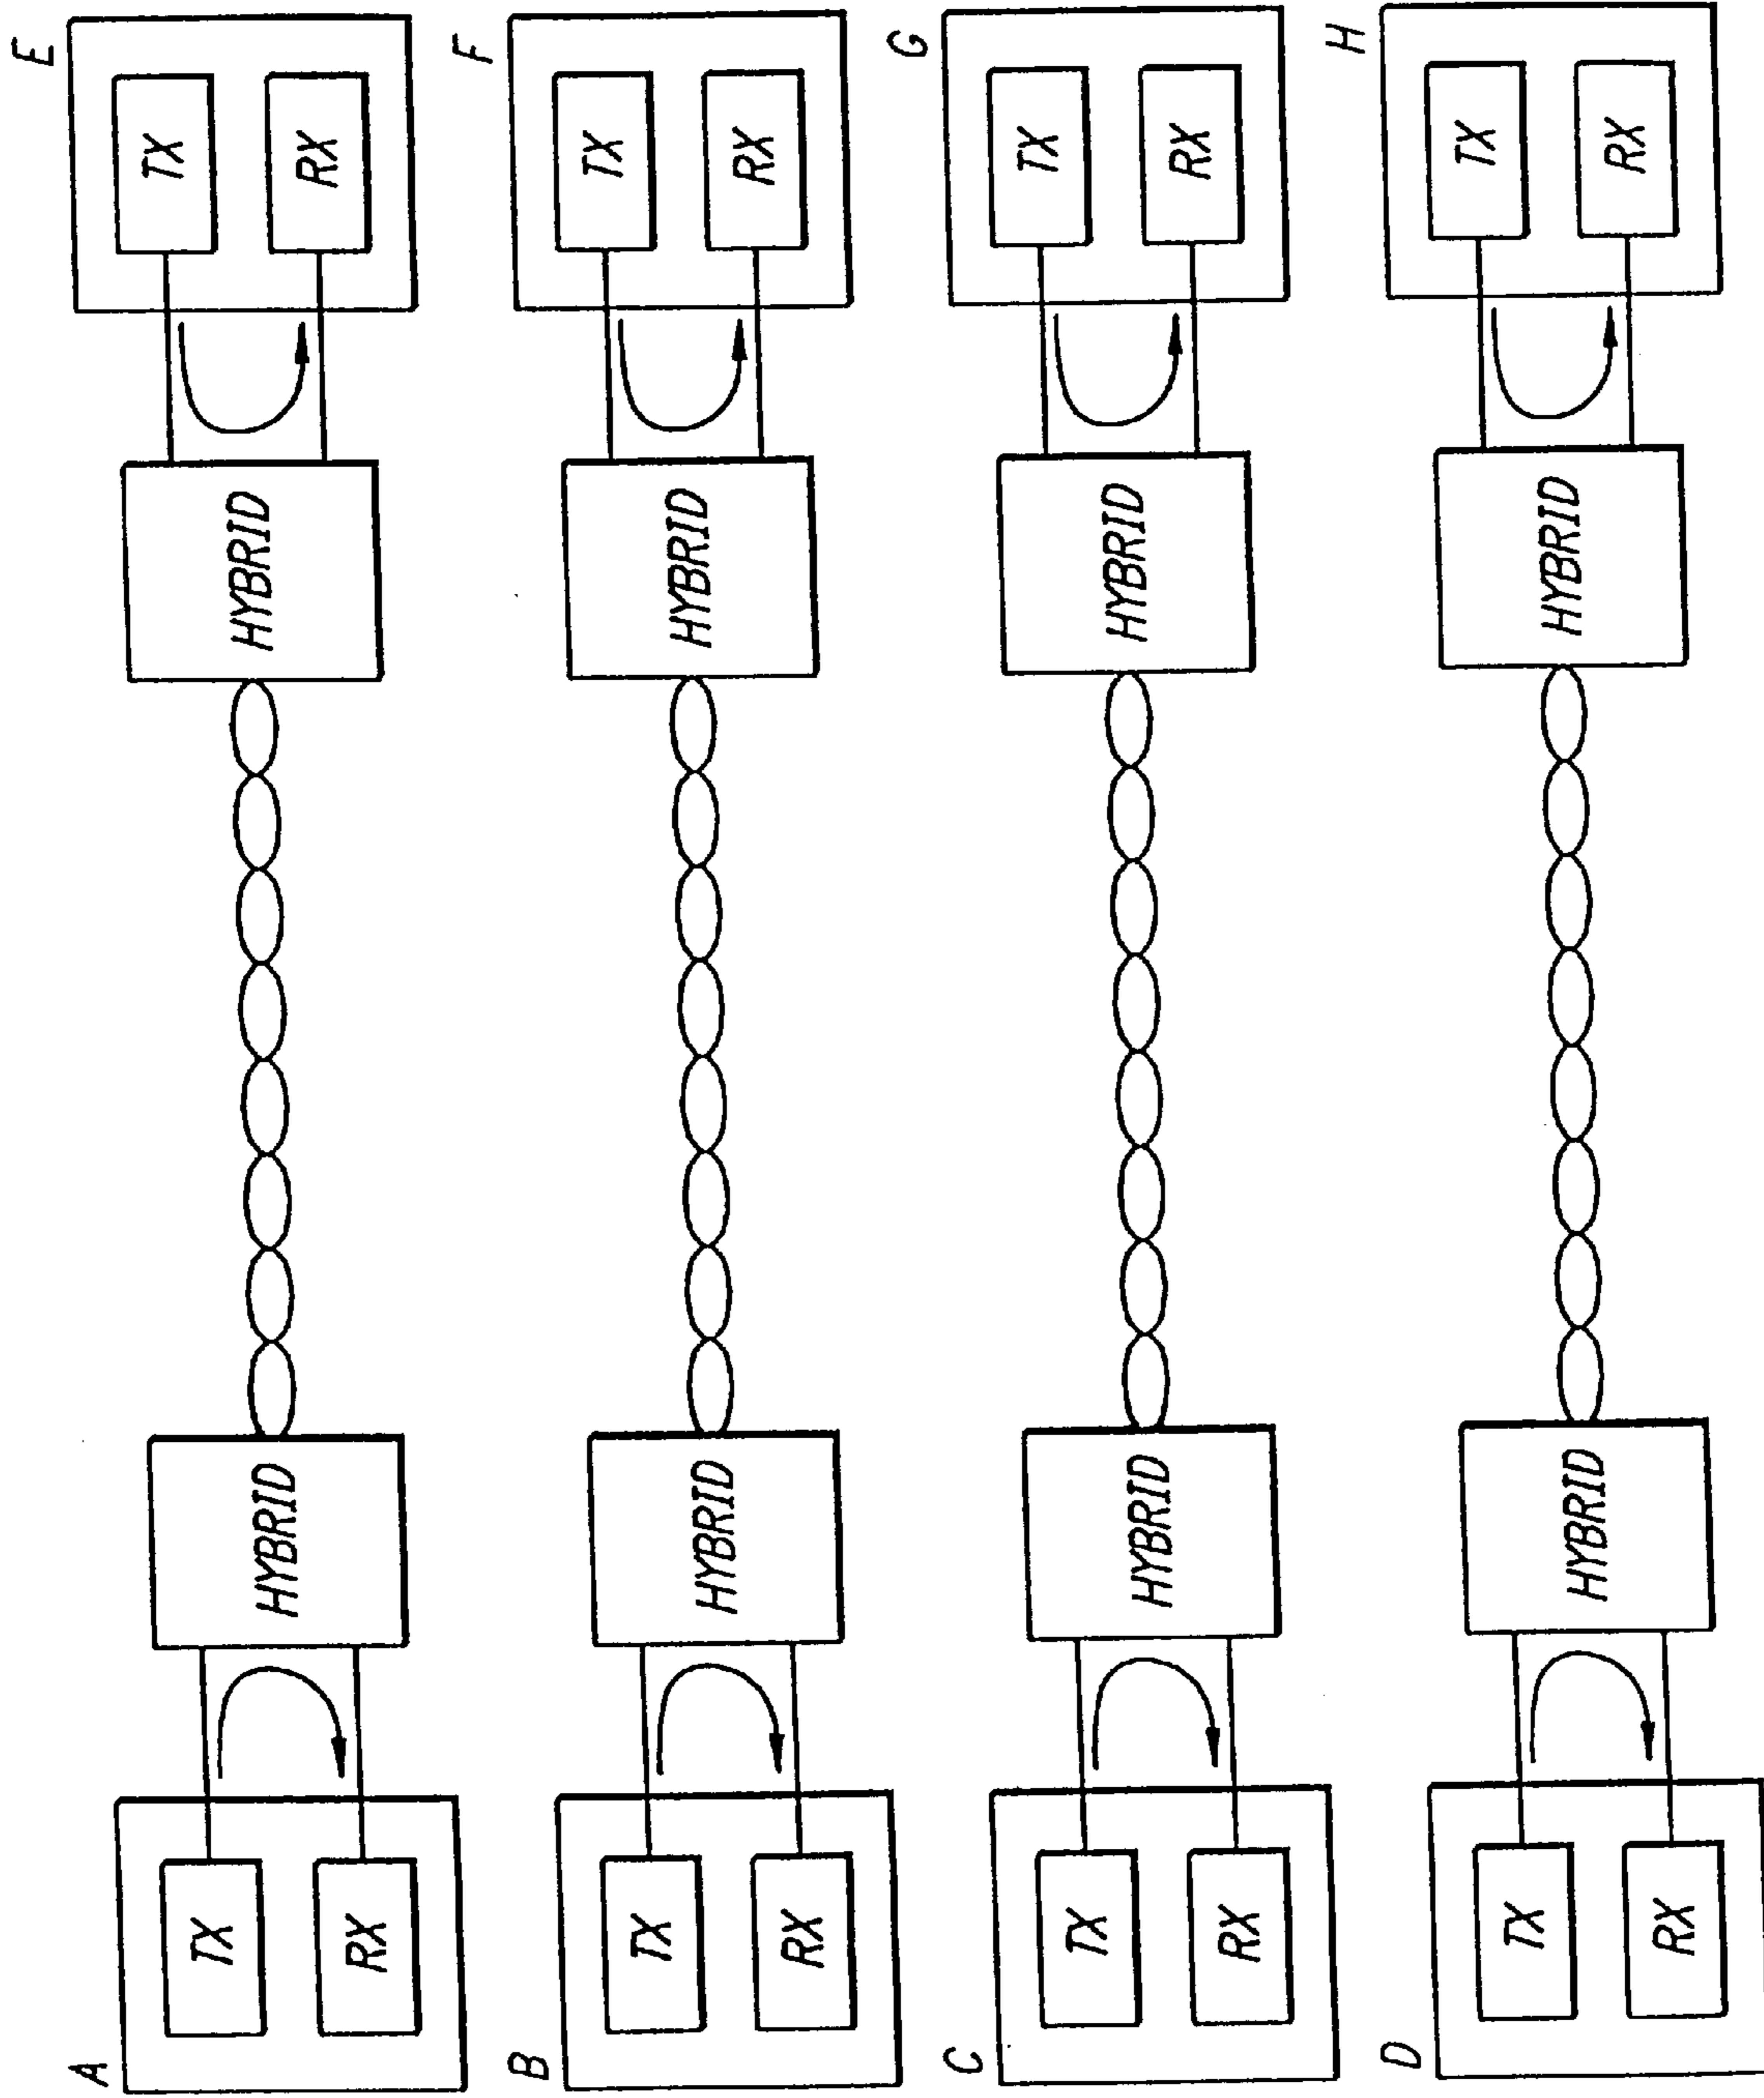 A
TX
RX
HYBRID
HYBRID
E
TX
RX
B
TX
RX
HYBRID
HYBRID
F
TX
RX
C
TX
RX
HYBRID
HYBRID
G
TX
RX
D
TX
RX
HYBRID
HYBRID
H
TX
RX